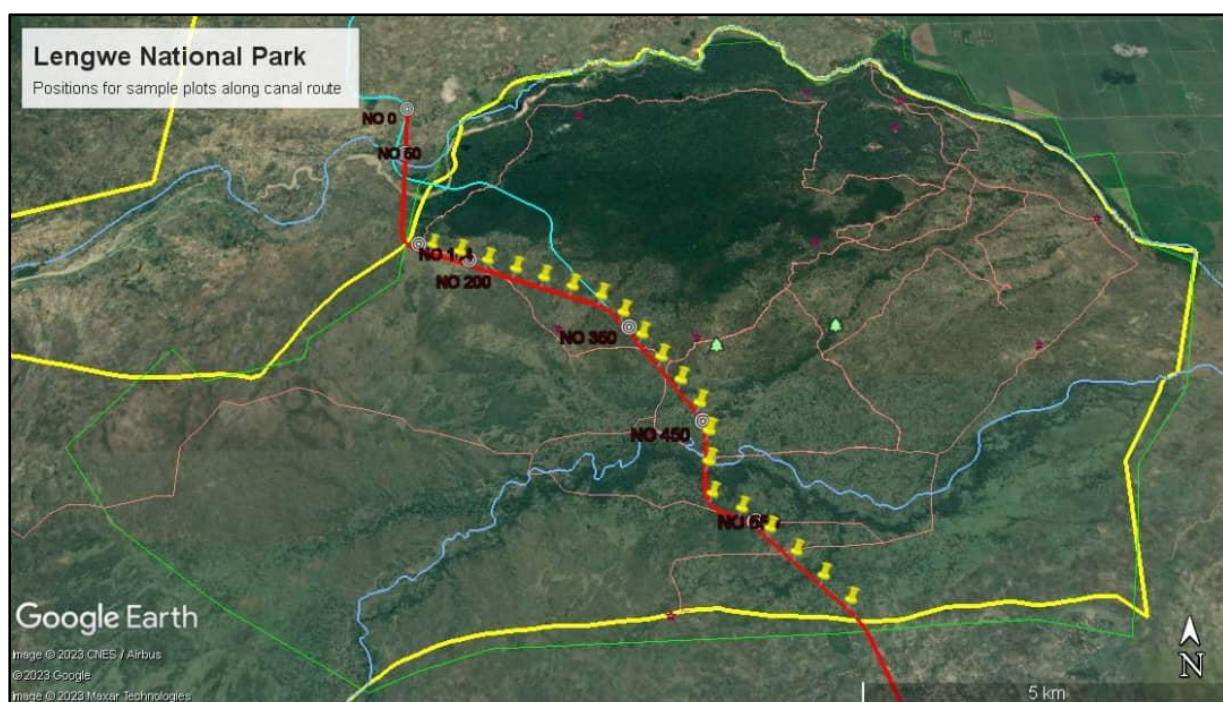 Lengwe National Park
Positions for sample plots along canal route
NO 0
NO 50
NO 200
NO 350
NO 450
Google Earth
Image © 2023 CNES / Airbus
©2023 Google
Image © 2023 Maxar Technologies
N
5 km